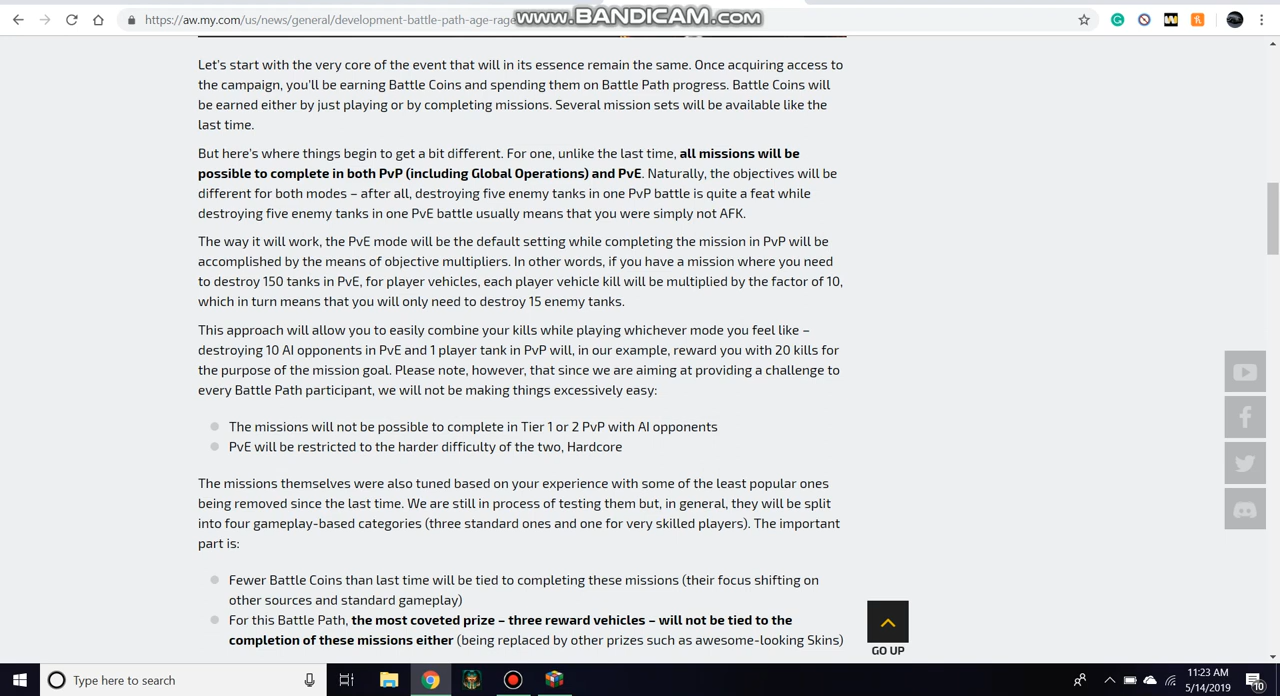 https://aw.my.com/us/news/general/development-battle-path-age-rage
www.BANDICAM.com
Let's start with the very core of the event that will in its essence remain the same. Once acquiring access to
the campaign, you'll be earning Battle Coins and spending them on Battle Path progress. Battle Coins will
be earned either by just playing or by completing missions. Several mission sets will be available like the
last time.
But here's where things begin to get a bit different. For one, unlike the last time, all missions will be
possible to complete in both PvP (including Global Operations) and PvE. Naturally, the objectives will be
different for both modes – after all, destroying five enemy tanks in one PvP battle is quite a feat while
destroying five enemy tanks in one PvE battle usually means that you were simply not AFK.
The way it will work, the PvE mode will be the default setting while completing the mission in PvP will be
accomplished by the means of objective multipliers. In other words, if you have a mission where you need
to destroy 150 tanks in PvE, for player vehicles, each player vehicle kill will be multiplied by the factor of 10,
which in turn means that you will only need to destroy 15 enemy tanks.
This approach will allow you to easily combine your kills while playing whichever mode you feel like –
destroying 10 AI opponents in PvE and 1 player tank in PvP will, in our example, reward you with 20 kills for
the purpose of the mission goal. Please note, however, that since we are aiming at providing a challenge to
every Battle Path participant, we will not be making things excessively easy:
The missions will not be possible to complete in Tier 1 or 2 PvP with AI opponents
PvE will be restricted to the harder difficulty of the two, Hardcore
The missions themselves were also tuned based on your experience with some of the least popular ones
being removed since the last time. We are still in process of testing them but, in general, they will be split
into four gameplay-based categories (three standard ones and one for very skilled players). The important
part is:
Fewer Battle Coins than last time will be tied to completing these missions (their focus shifting on
other sources and standard gameplay)
For this Battle Path, the most coveted prize – three reward vehicles – will not be tied to the
completion of these missions either (being replaced by other prizes such as awesome-looking Skins)
GO UP
Type here to search
11:23 AM
5/14/2019
10